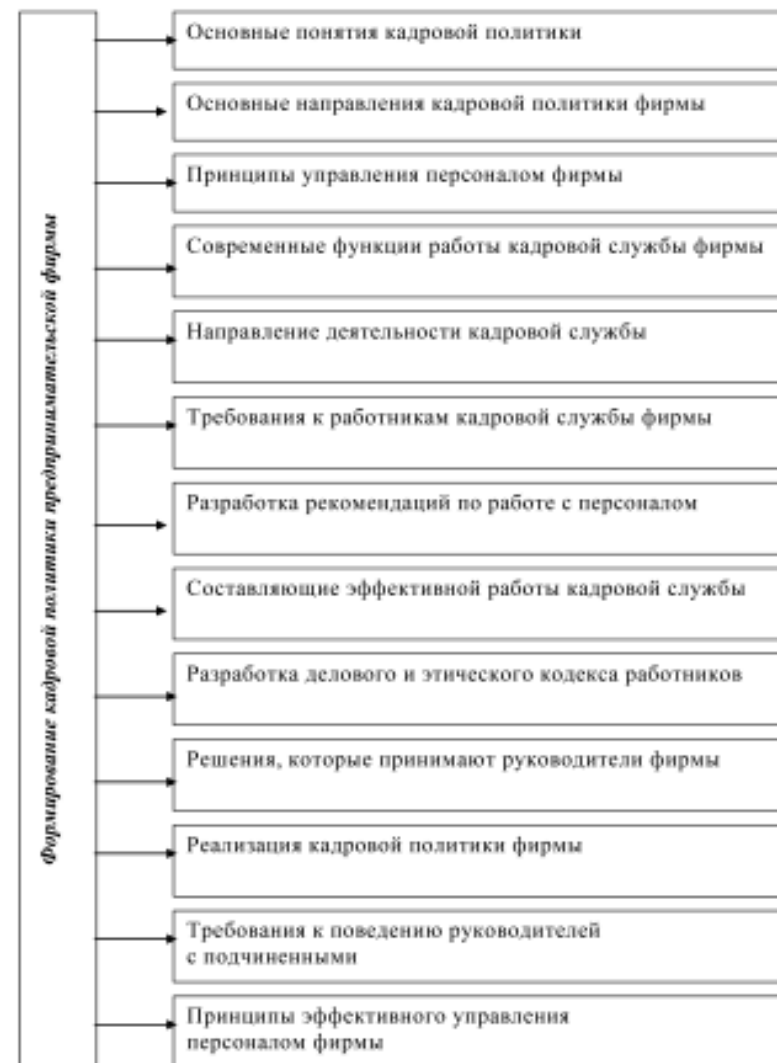 Формирование кадровой политики предпринимательской фирмы
Основные понятия кадровой политики
Основные направления кадровой политики фирмы
Принципы управления персоналом фирмы
Современные функции работы кадровой службы фирмы
Направление деятельности кадровой службы
Требования к работникам кадровой службы фирмы
Разработка рекомендаций по работе с персоналом
Составляющие эффективной работы кадровой службы
Разработка делового и этического кодекса работников
Решения, которые принимают руководители фирмы
Реализация кадровой политики фирмы
Требования к поведению руководителей
с подчиненными
Принципы эффективного управления
персоналом фирмы